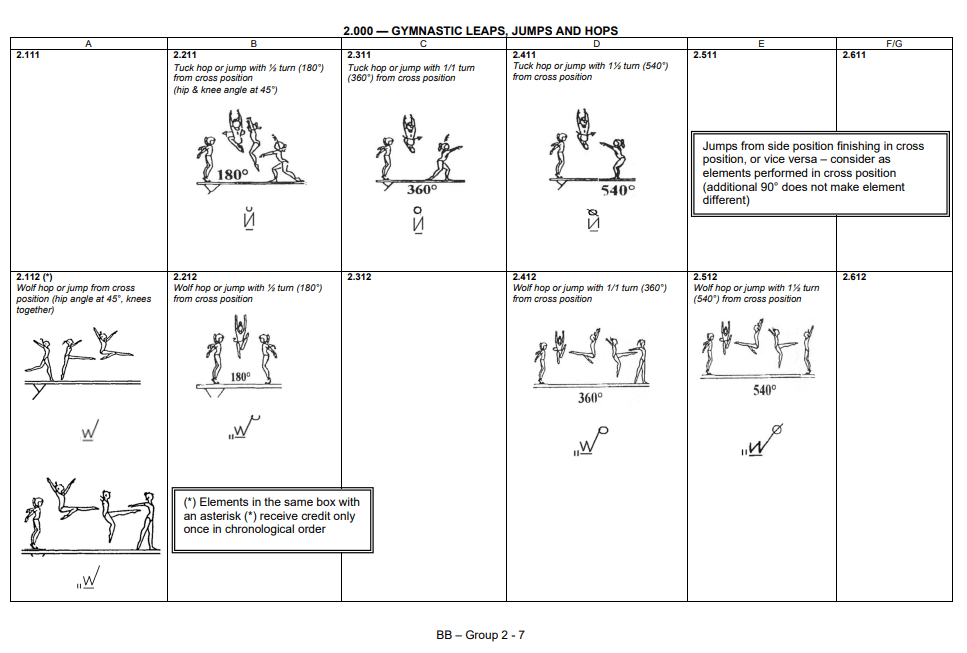 2.000 — GYMNASTIC LEAPS, JUMPS AND HOPS
A
B
C
D
E
F/G
2.111
2.211
Tuck hop or jump with ½ turn (180°)
from cross position
(hip & knee angle at 45°)
180°
2.311
Tuck hop or jump with 1/1 turn
(360°) from cross position
360°
2.411
Tuck hop or jump with 1½ turn (540°)
from cross position
540°
2.511
2.611
Jumps from side position finishing in cross
position, or vice versa – consider as
elements performed in cross position
(additional 90° does not make element
different)
2.112 (*)
Wolf hop or jump from cross
position (hip angle at 45°, knees
together)
2.212
Wolf hop or jump with ½ turn (180°)
from cross position
180°
2.312
2.412
Wolf hop or jump with 1/1 turn (360°)
from cross position
360°
2.512
Wolf hop or jump with 1½ turn
(540°) from cross position
540°
2.612
(*) Elements in the same box with
an asterisk (*) receive credit only
once in chronological order
BB – Group 2 - 7